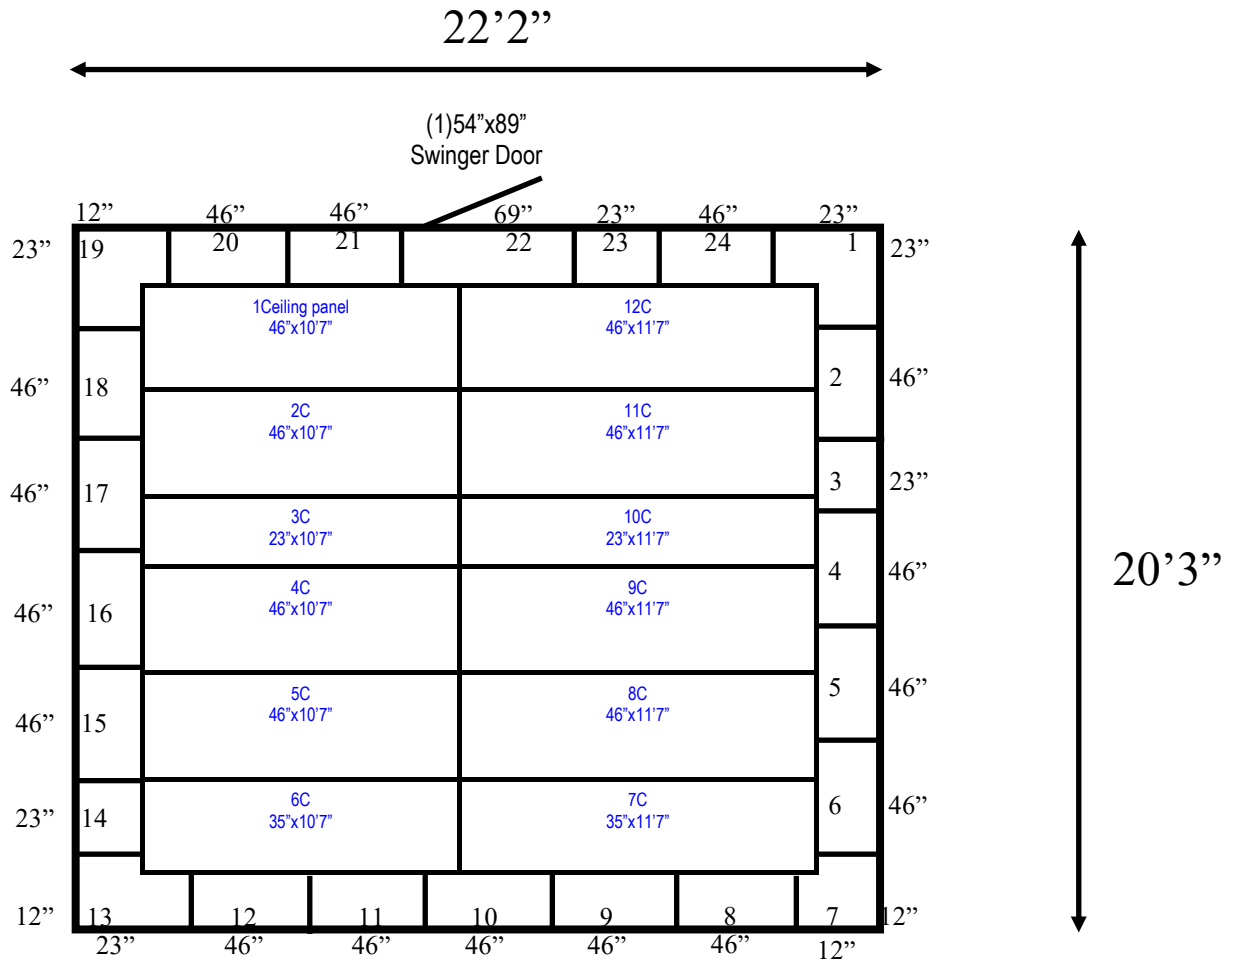 22’2”
(1)54”x89”
Swinger Door
12” 46” 46” 69” 23” 46” 23”
23” 19 20 21 22 23 24 1 23”
1Ceiling panel 12C
46”x10’7” 46”x11’7”
46” 18 2 46”
2C 11C
46”x10’7” 46”x11’7”
46” 17 3 23”
3C 10C
23”x10’7” 23”x11’7”
20’3”
4 46”
4C 9C
46”x10’7” 46”x11’7”
46” 16
5C 8C
46”x10’7” 46”x11’7”
5 46”
46” 15
6C 7C
35”x10’7” 35”x11’7”
6 46”
23” 14
12” 13 12 11 10 9 8 7 12”
23” 46” 46” 46” 46” 46” 12”